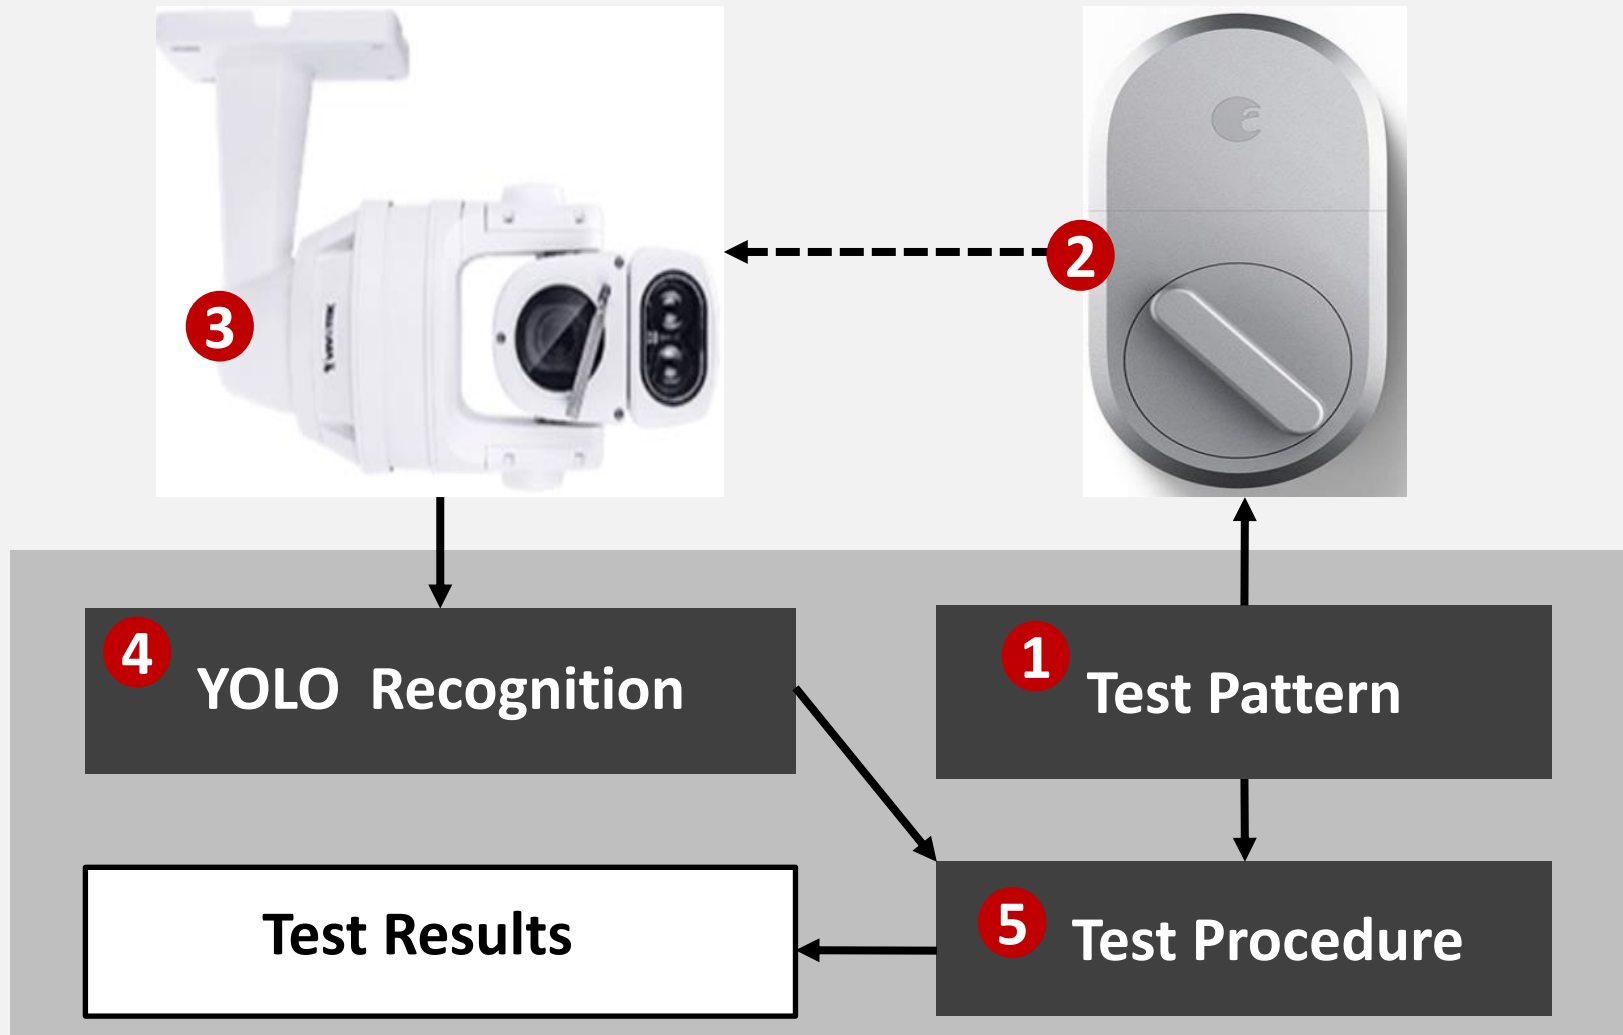 2
3
4
YOLO Recognition
1
Test Pattern
Test Results
5
Test Procedure